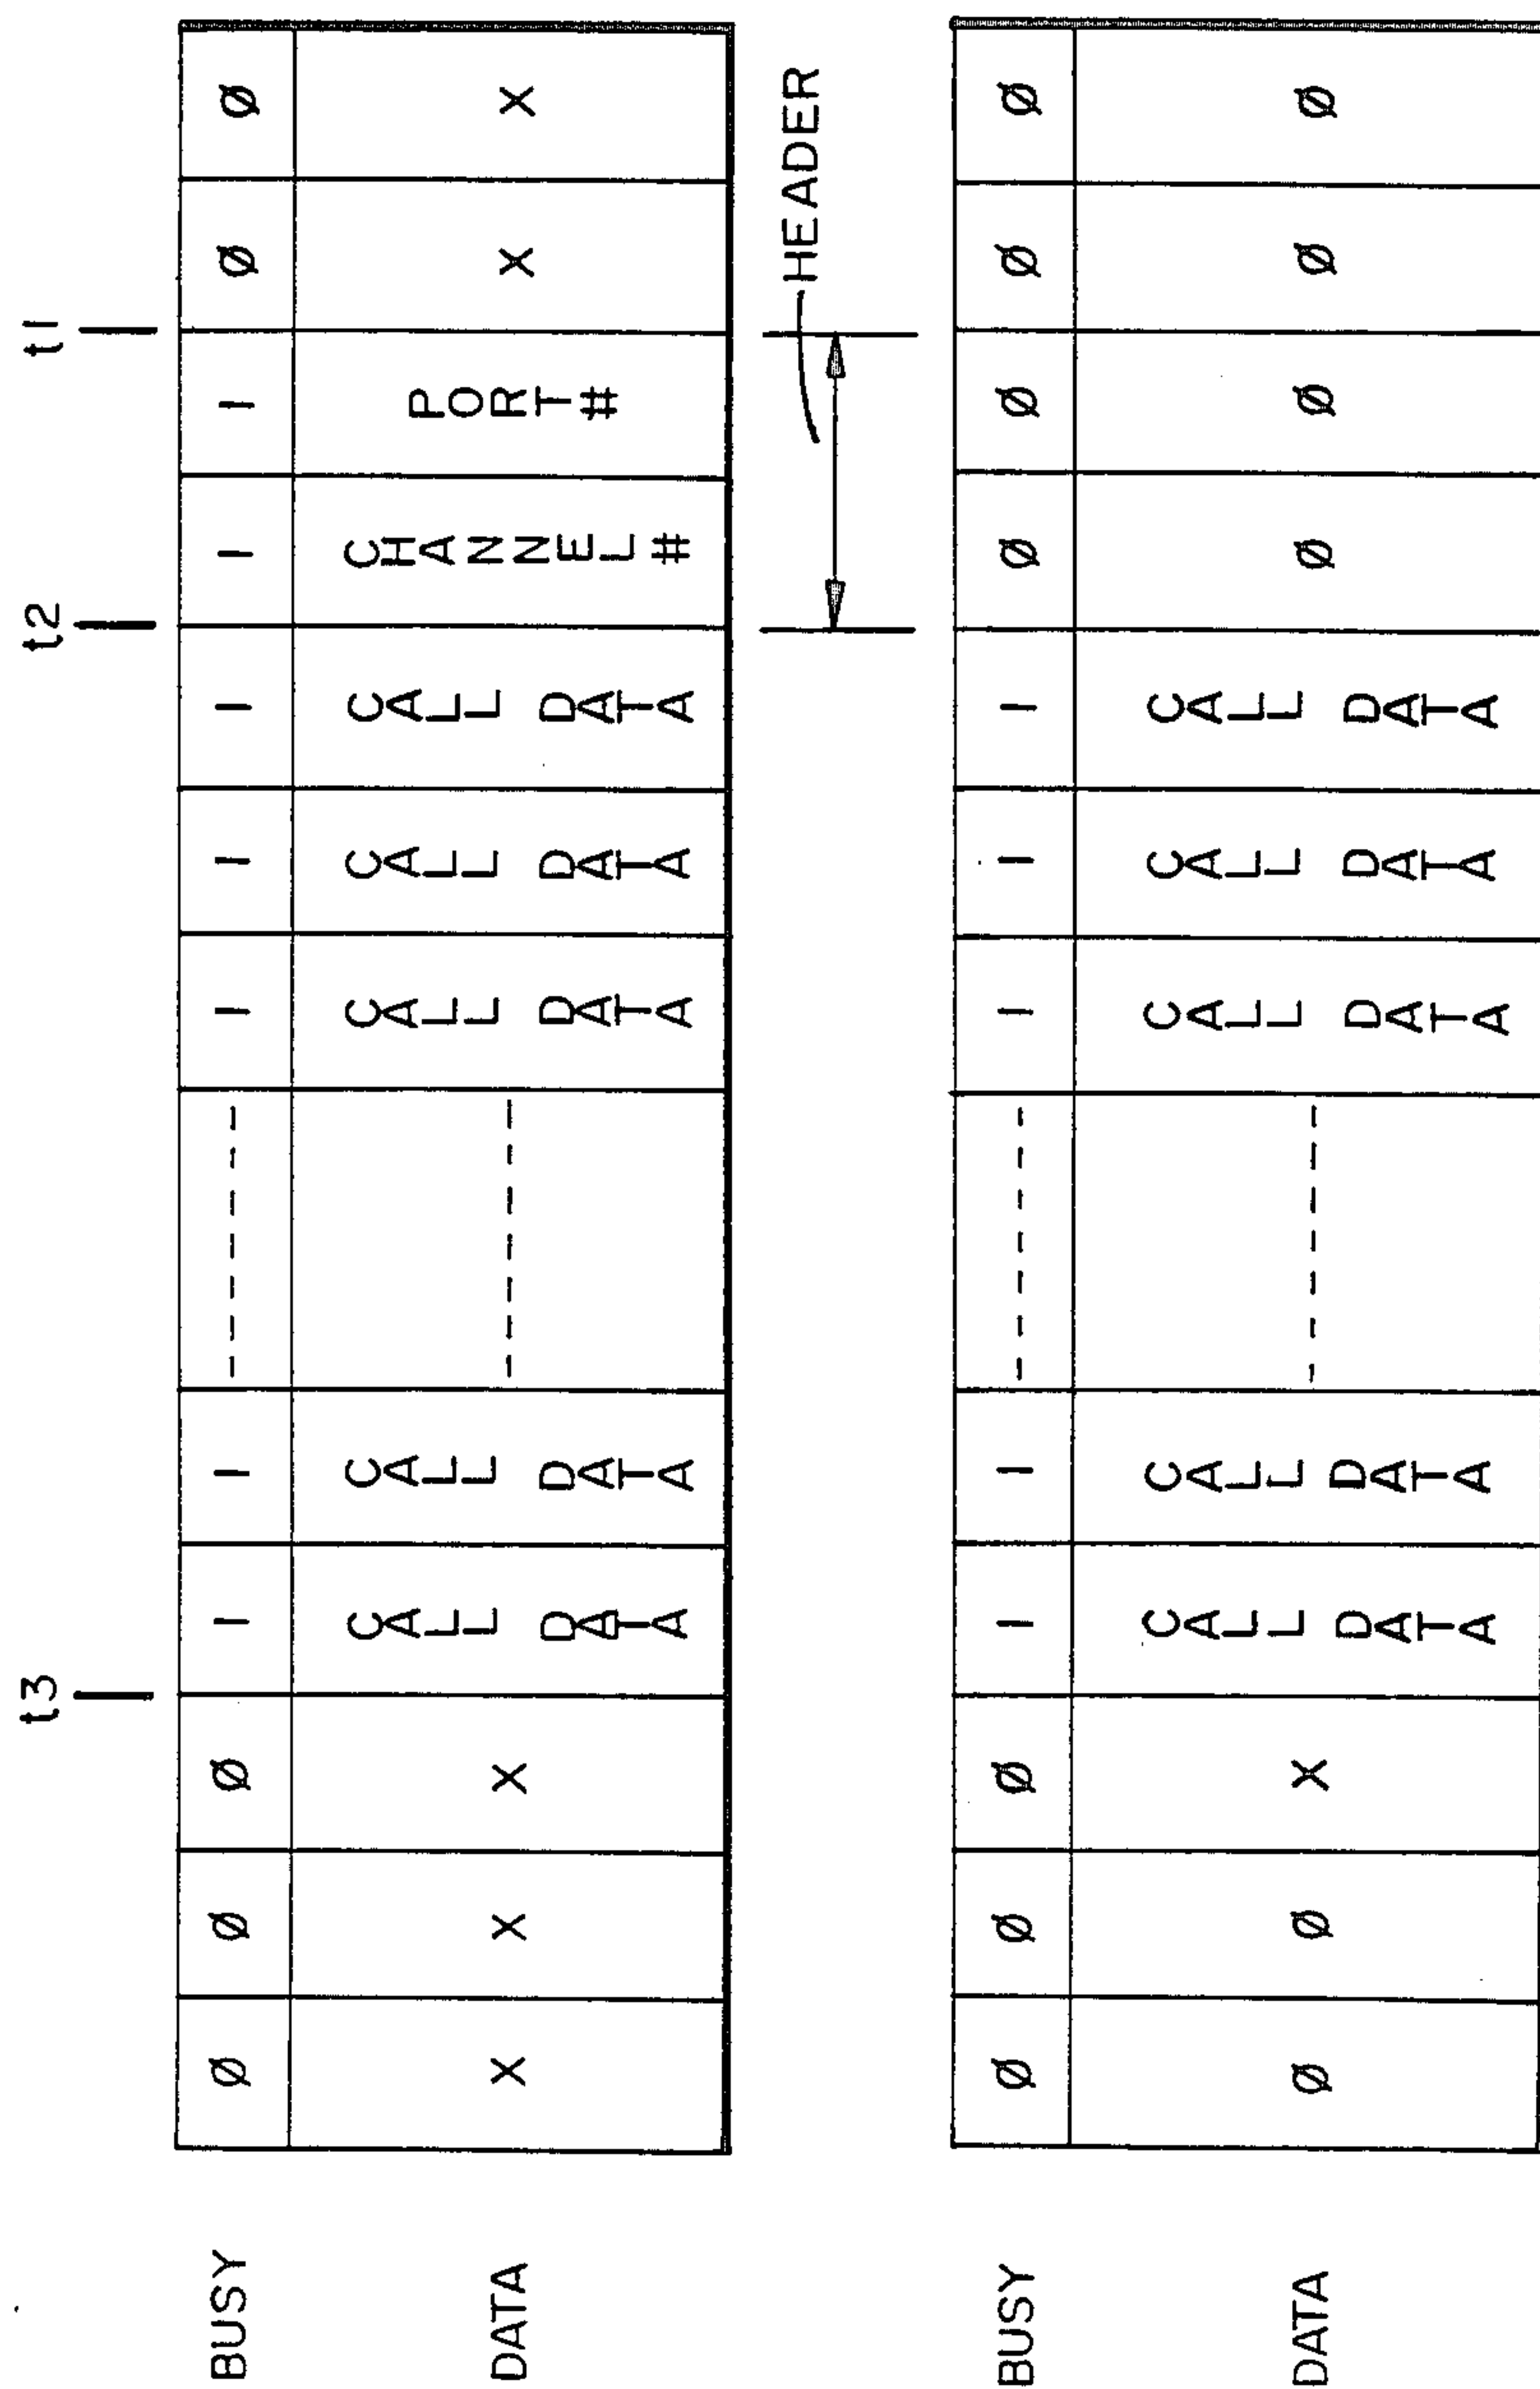 t3 t2 t1
BUSY Ø Ø Ø 1 1 ------- 1 1 1 1 1 Ø Ø
DATA X X X CALL DATA CALL DATA ------- CALL DATA CALL DATA CALL DATA CHANNEL# PORT# X X
HEADER
BUSY Ø Ø Ø 1 1 ------- 1 1 1 Ø Ø Ø Ø
DATA Ø Ø X CALL DATA CALL DATA ------- CALL DATA CALL DATA CALL DATA Ø Ø Ø Ø